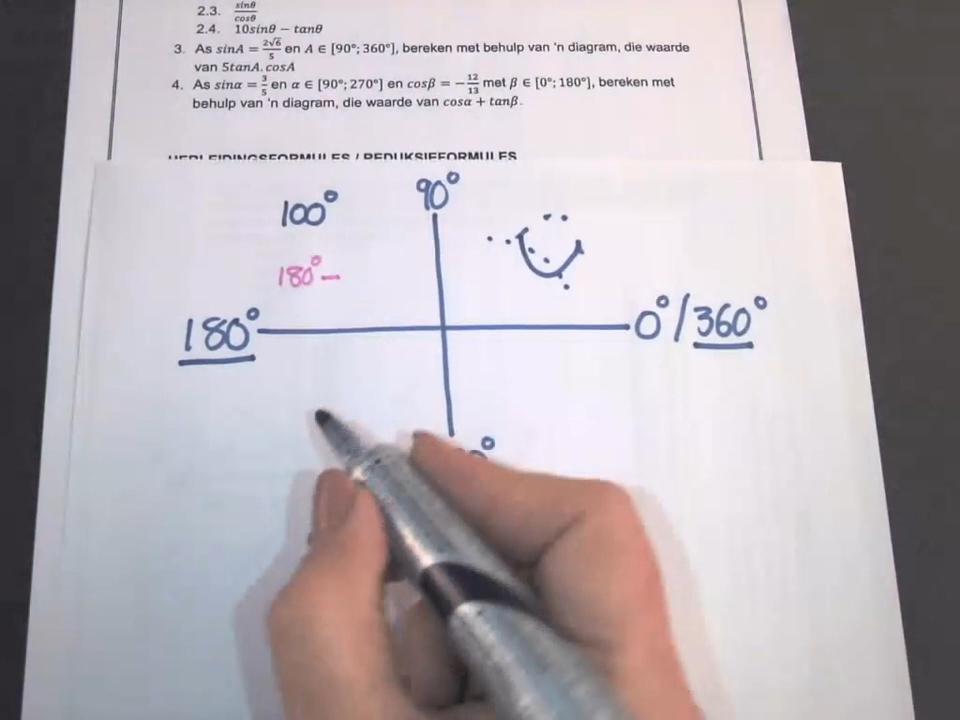 2.3. sinθ/cosθ
2.4. 10sinθ − tanθ
3. As sinA = 2√6/5 en A ∈ [90°; 360°], bereken met behulp van 'n diagram, die waarde
van 5tanA.cosA
4. As sinα = 3/5 en α ∈ [90°; 270°] en cosβ = −12/13 met β ∈ [0°; 180°], bereken met
behulp van 'n diagram, die waarde van cosα + tanβ.
HERLEIDINGSFORMULES / REDUKSIEFORMULES
90°
100°
180°−
180°
0°/360°